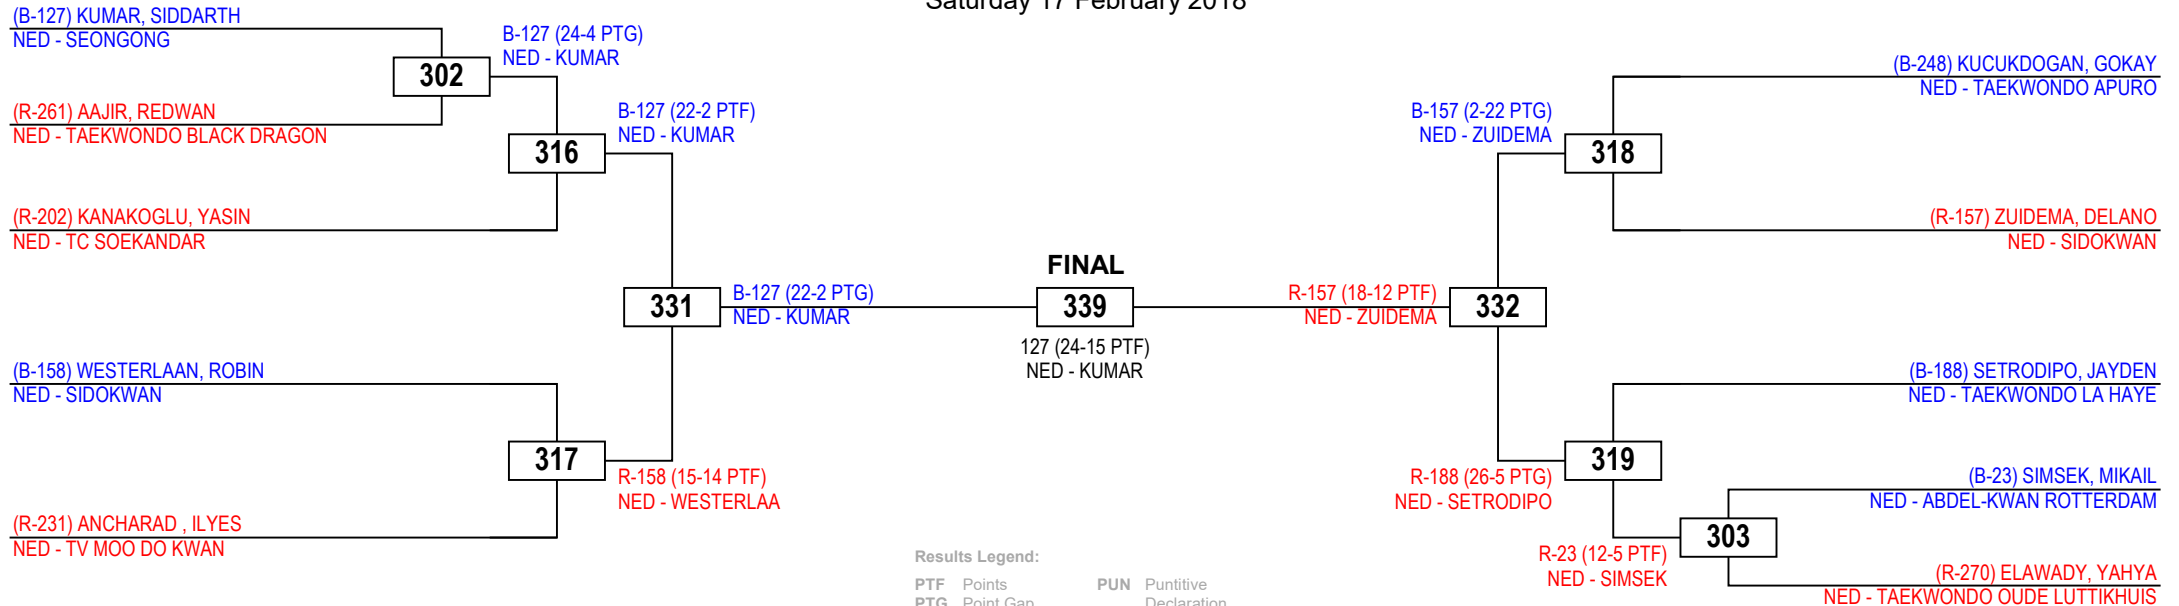 Saturday 17 February 2018
(B-127) KUMAR, SIDDARTH
NED - SEONGONG
302
(R-261) AAJIR, REDWAN
NED - TAEKWONDO BLACK DRAGON
B-127 (24-4 PTG)
NED - KUMAR
316
(R-202) KANAKOGLU, YASIN
NED - TC SOEKANDAR
B-127 (22-2 PTF)
NED - KUMAR
331
B-127 (22-2 PTG)
NED - KUMAR
(B-158) WESTERLAAN, ROBIN
NED - SIDOKWAN
317
(R-231) ANCHARAD , ILYES
NED - TV MOO DO KWAN
R-158 (15-14 PTF)
NED - WESTERLAA
FINAL
339
127 (24-15 PTF)
NED - KUMAR
(B-248) KUCUKDOGAN, GOKAY
NED - TAEKWONDO APURO
B-157 (2-22 PTG)
NED - ZUIDEMA
318
(R-157) ZUIDEMA, DELANO
NED - SIDOKWAN
R-157 (18-12 PTF)
NED - ZUIDEMA
332
(B-188) SETRODIPO, JAYDEN
NED - TAEKWONDO LA HAYE
R-188 (26-5 PTG)
NED - SETRODIPO
319
(B-23) SIMSEK, MIKAIL
NED - ABDEL-KWAN ROTTERDAM
303
R-23 (12-5 PTF)
NED - SIMSEK
(R-270) ELAWADY, YAHYA
NED - TAEKWONDO OUDE LUTTIKHUIS
Results Legend:
PTF Points
PTG Point Gap
PUN Puntitive
Declaration